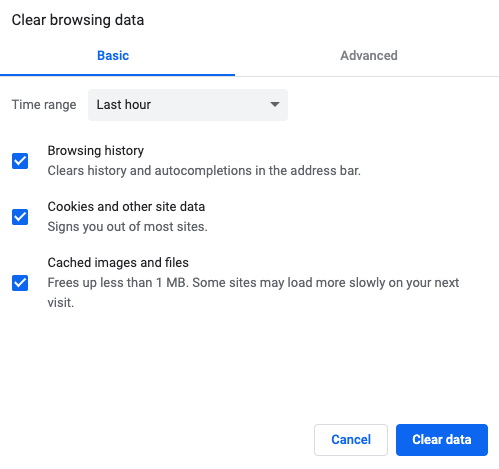 Clear browsing data
Basic
Advanced
Time range
Last hour
Browsing history
Clears history and autocompletions in the address bar.
Cookies and other site data
Signs you out of most sites.
Cached images and files
Frees up less than 1 MB. Some sites may load more slowly on your next
visit.
Cancel
Clear data